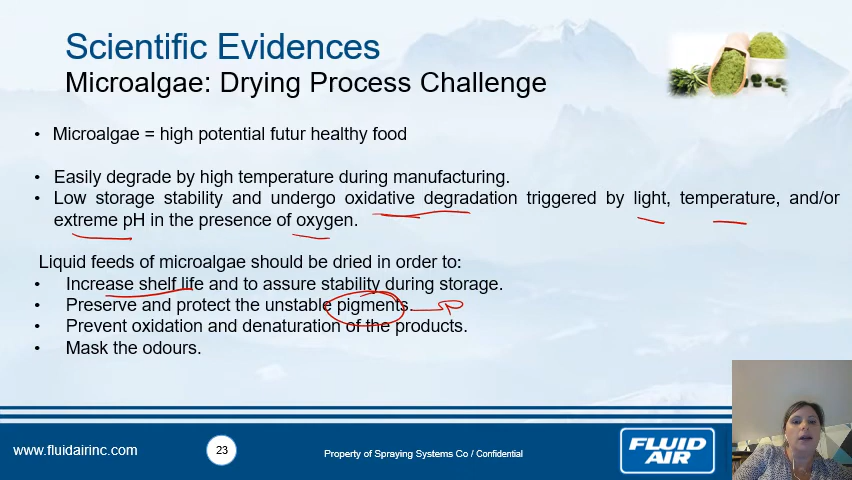 Scientific Evidences
Microalgae: Drying Process Challenge
• Microalgae = high potential futur healthy food
• Easily degrade by high temperature during manufacturing.
• Low storage stability and undergo oxidative degradation triggered by light, temperature, and/or
extreme pH in the presence of oxygen.
Liquid feeds of microalgae should be dried in order to:
• Increase shelf life and to assure stability during storage.
• Preserve and protect the unstable pigments.
• Prevent oxidation and denaturation of the products.
• Mask the odours.
www.fluidairinc.com
23
Property of Spraying Systems Co / Confidential
FLUID
AIR